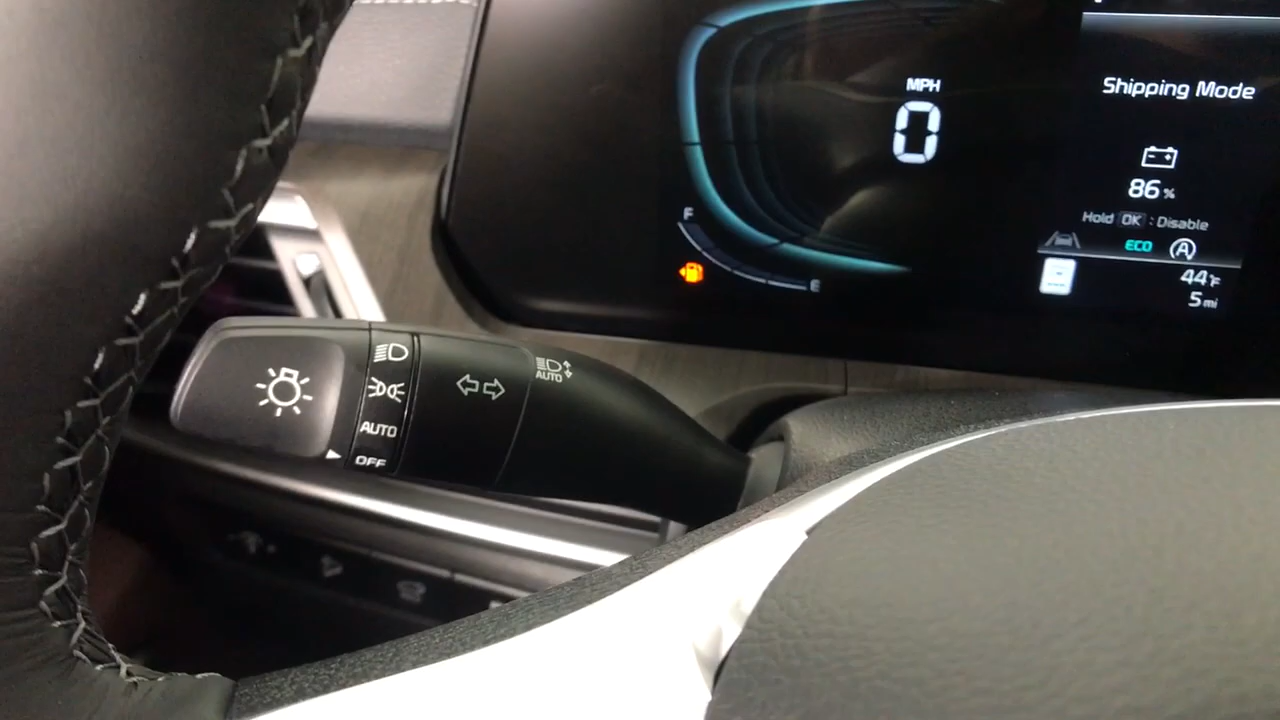 MPH
0
Shipping Mode
86%
Hold OK : Disable
ECO A
44°F
5 mi
F
E
AUTO
AUTO
OFF